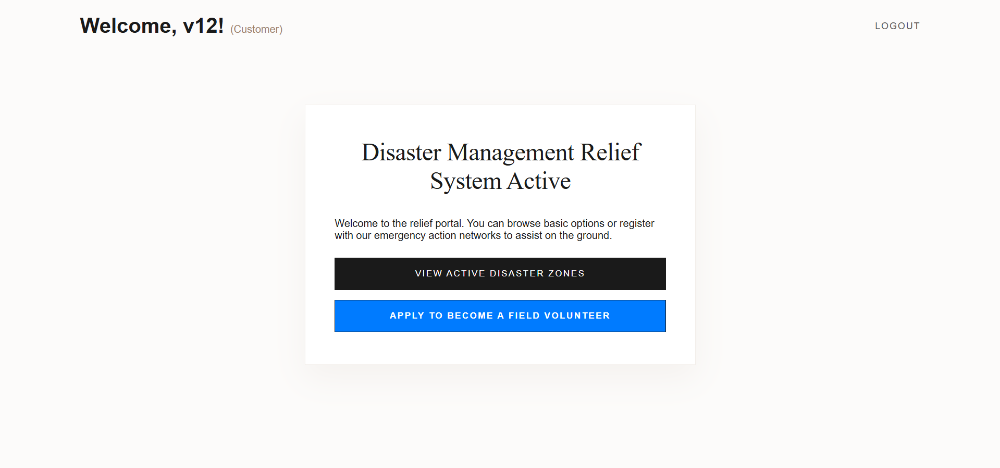 Welcome, v12! (Customer)
LOGOUT
Disaster Management Relief
System Active
Welcome to the relief portal. You can browse basic options or register
with our emergency action networks to assist on the ground.
VIEW ACTIVE DISASTER ZONES
APPLY TO BECOME A FIELD VOLUNTEER